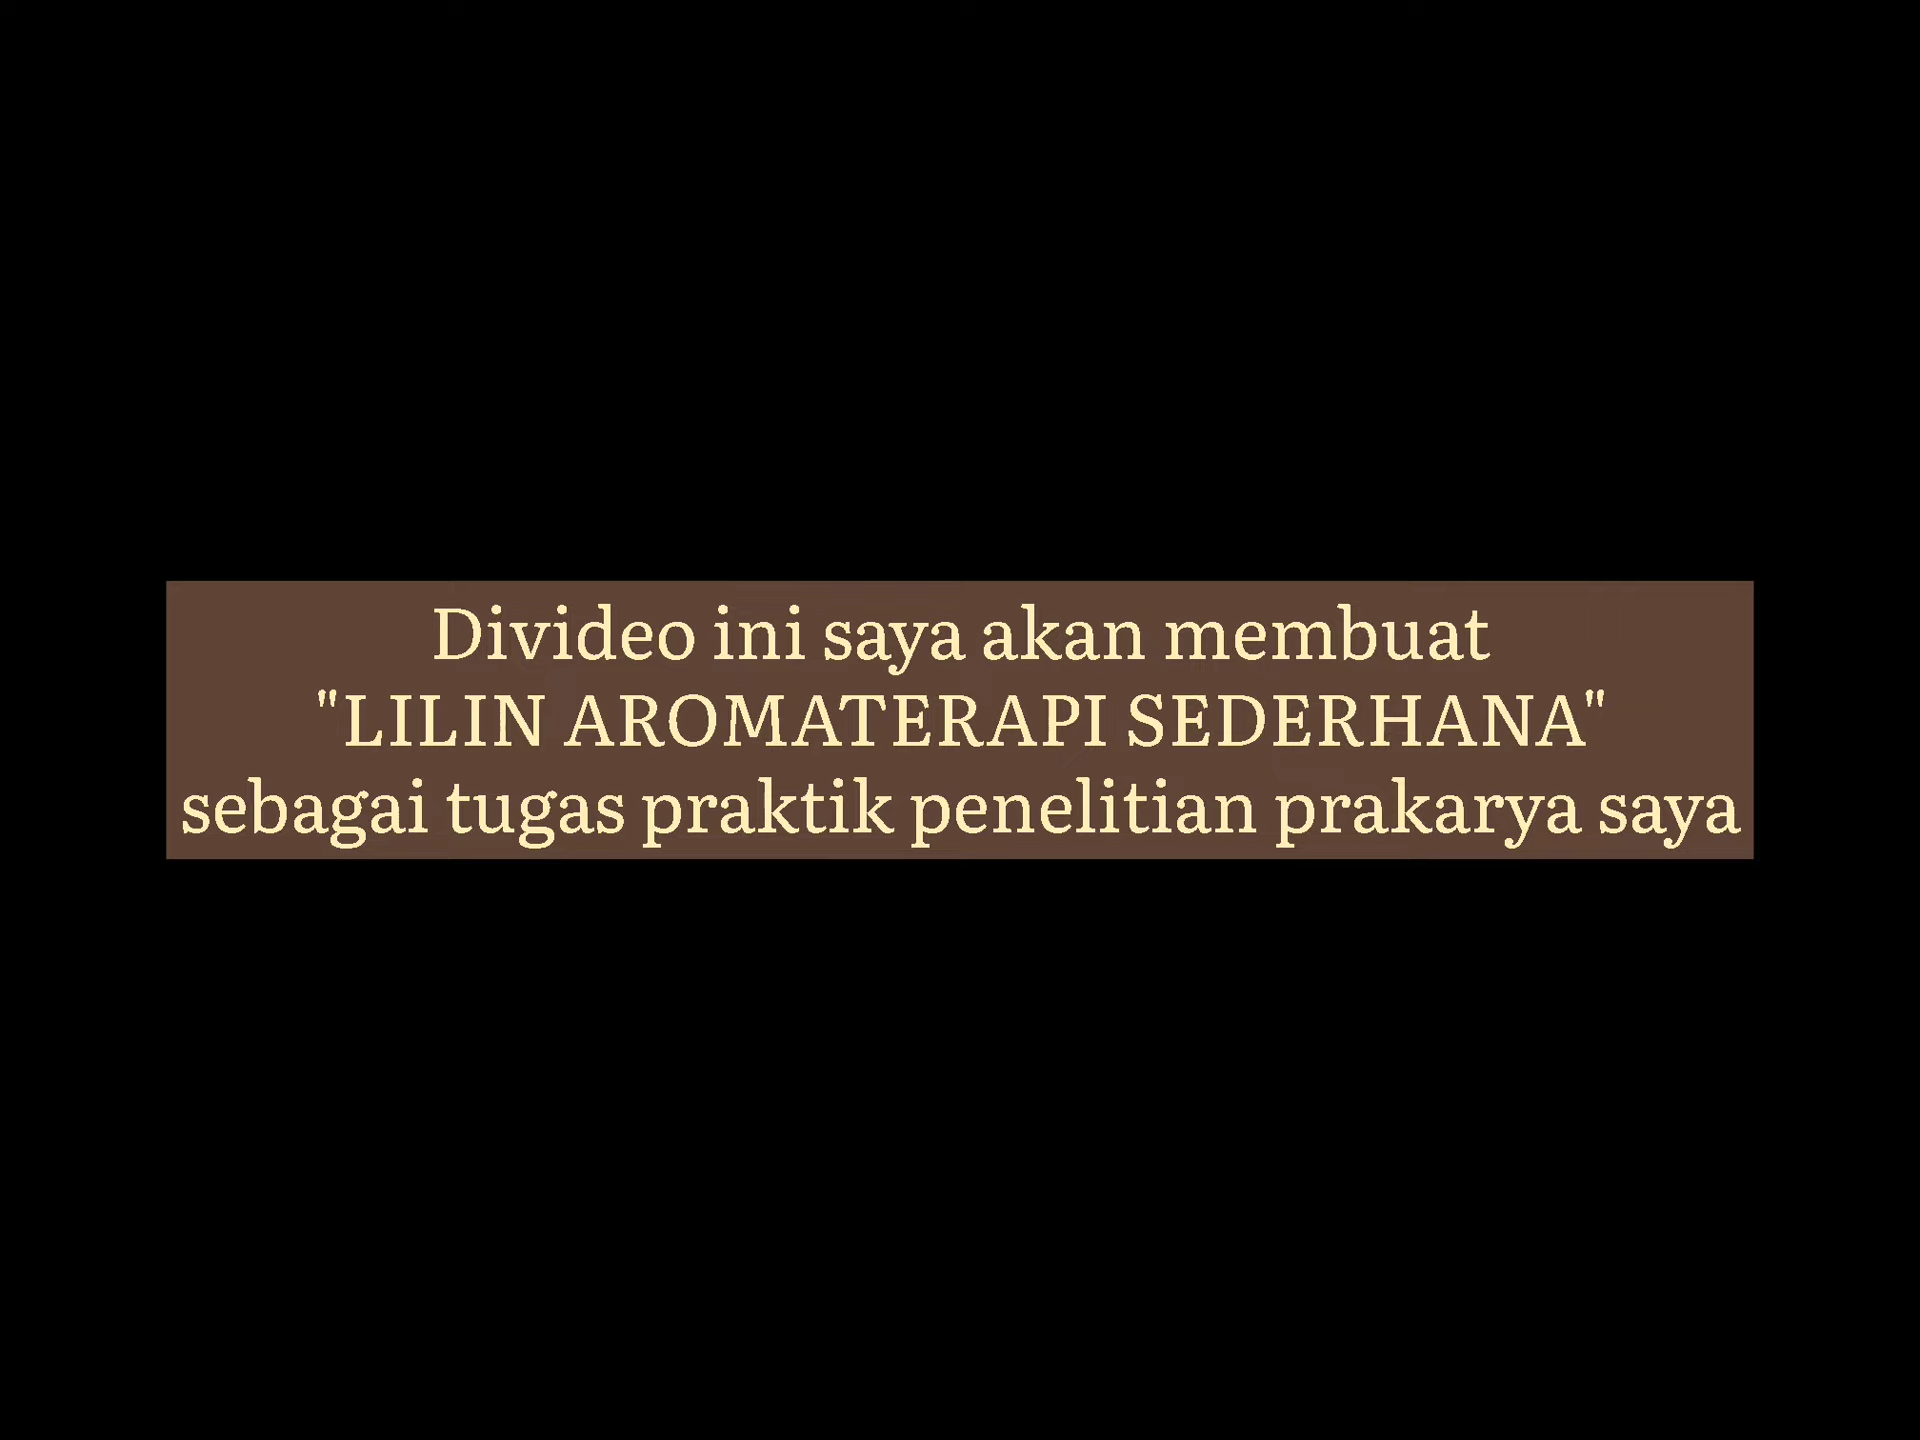 Divideo ini saya akan membuat
"LILIN AROMATERAPI SEDERHANA"
sebagai tugas praktik penelitian prakarya saya